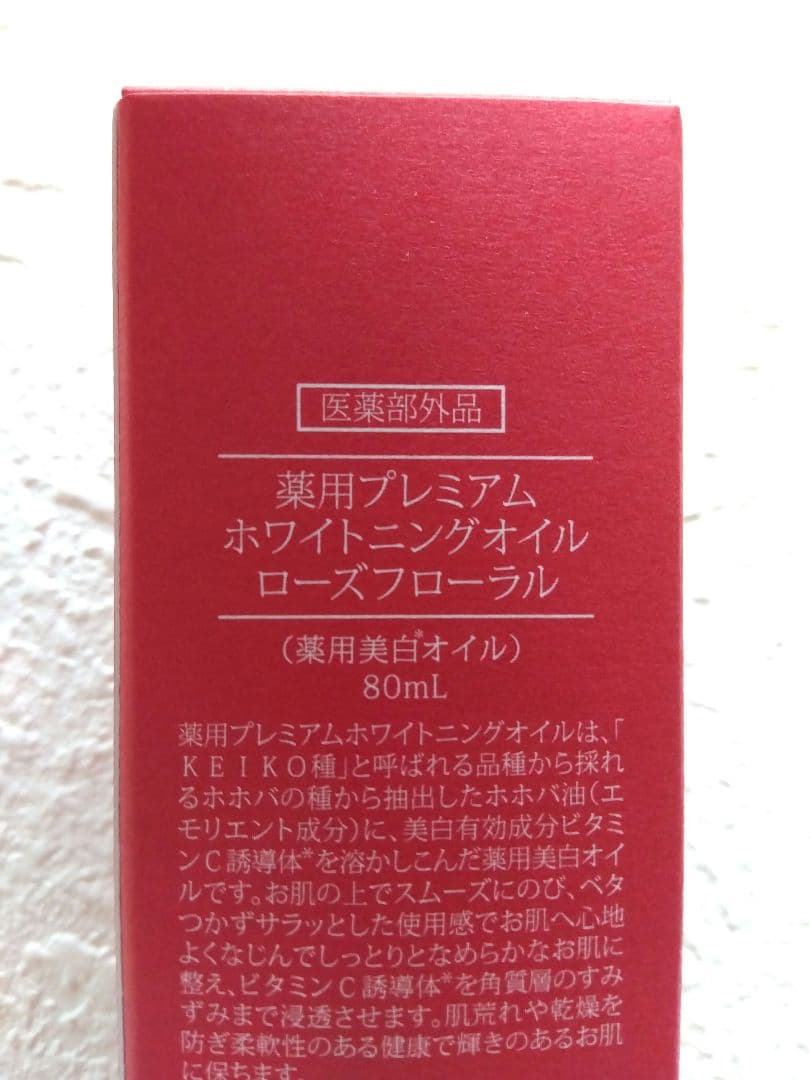 医薬部外品
薬用プレミアム
ホワイトニングオイル
ローズフローラル
（薬用美白*オイル）
80mL
薬用プレミアムホワイトニングオイルは、「
ＫＥＩＫＯ種」と呼ばれる品種から採れ
るホホバの種から抽出したホホバ油（エ
モリエント成分）に、美白有効成分ビタミ
ンＣ誘導体*を溶かしこんだ薬用美白オイ
ルです。お肌の上でスムーズにのび、ベタ
つかずサラッとした使用感でお肌へ心地
よくなじんでしっとりとなめらかなお肌に
整え、ビタミンＣ誘導体*を角質層のすみ
ずみまで浸透させます。肌荒れや乾燥を
防ぎ柔軟性のある健康で輝きのあるお肌
に保ちます。